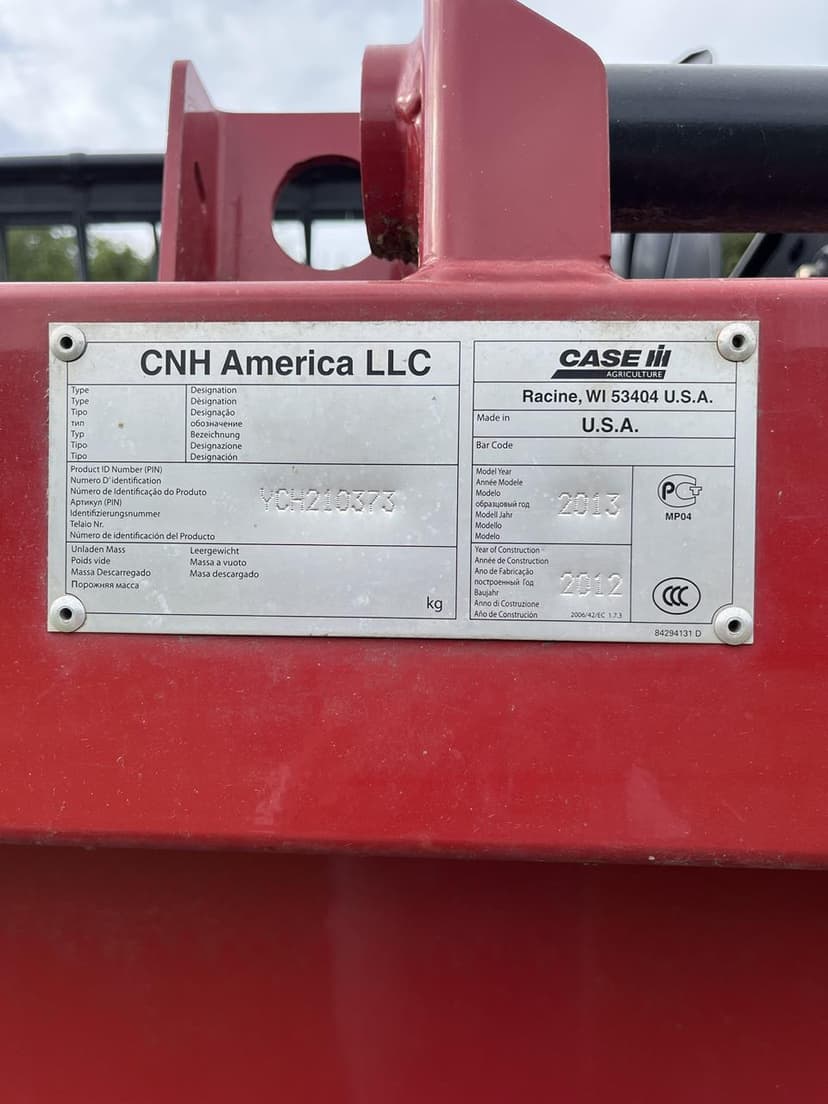 CNH America LLC
Type Designation
Type Désignation
Tipo Designação
тип обозначение
Typ Bezeichnung
Tipo Designazione
Tipo Designación
Product ID Number (PIN)
Numero D' identification
Número de Identificação do Produto
Артикул (PIN)
Identifizierungsnummer
Telaio Nr.
Número de identificación del Producto
YCH210373
Unladen Mass Leergewicht
Poids vide Massa a vuoto
Massa Descarregado Masa descargado
Порожняя масса
kg
CASE IH
AGRICULTURE
Racine, WI 53404 U.S.A.
Made in
U.S.A.
Bar Code
Model Year
Année Modele
Modelo
образцовый год
Modell Jahr
Modello
Modelo
2013
Year of Construction
Année de Construction
Ano de Fabricação
построенный Год
Baujahr
Anno di Costruzione
Año de Construción
2012
2006/42/EC 1.7.3
РСТ
MP04
CCC
84294131 D